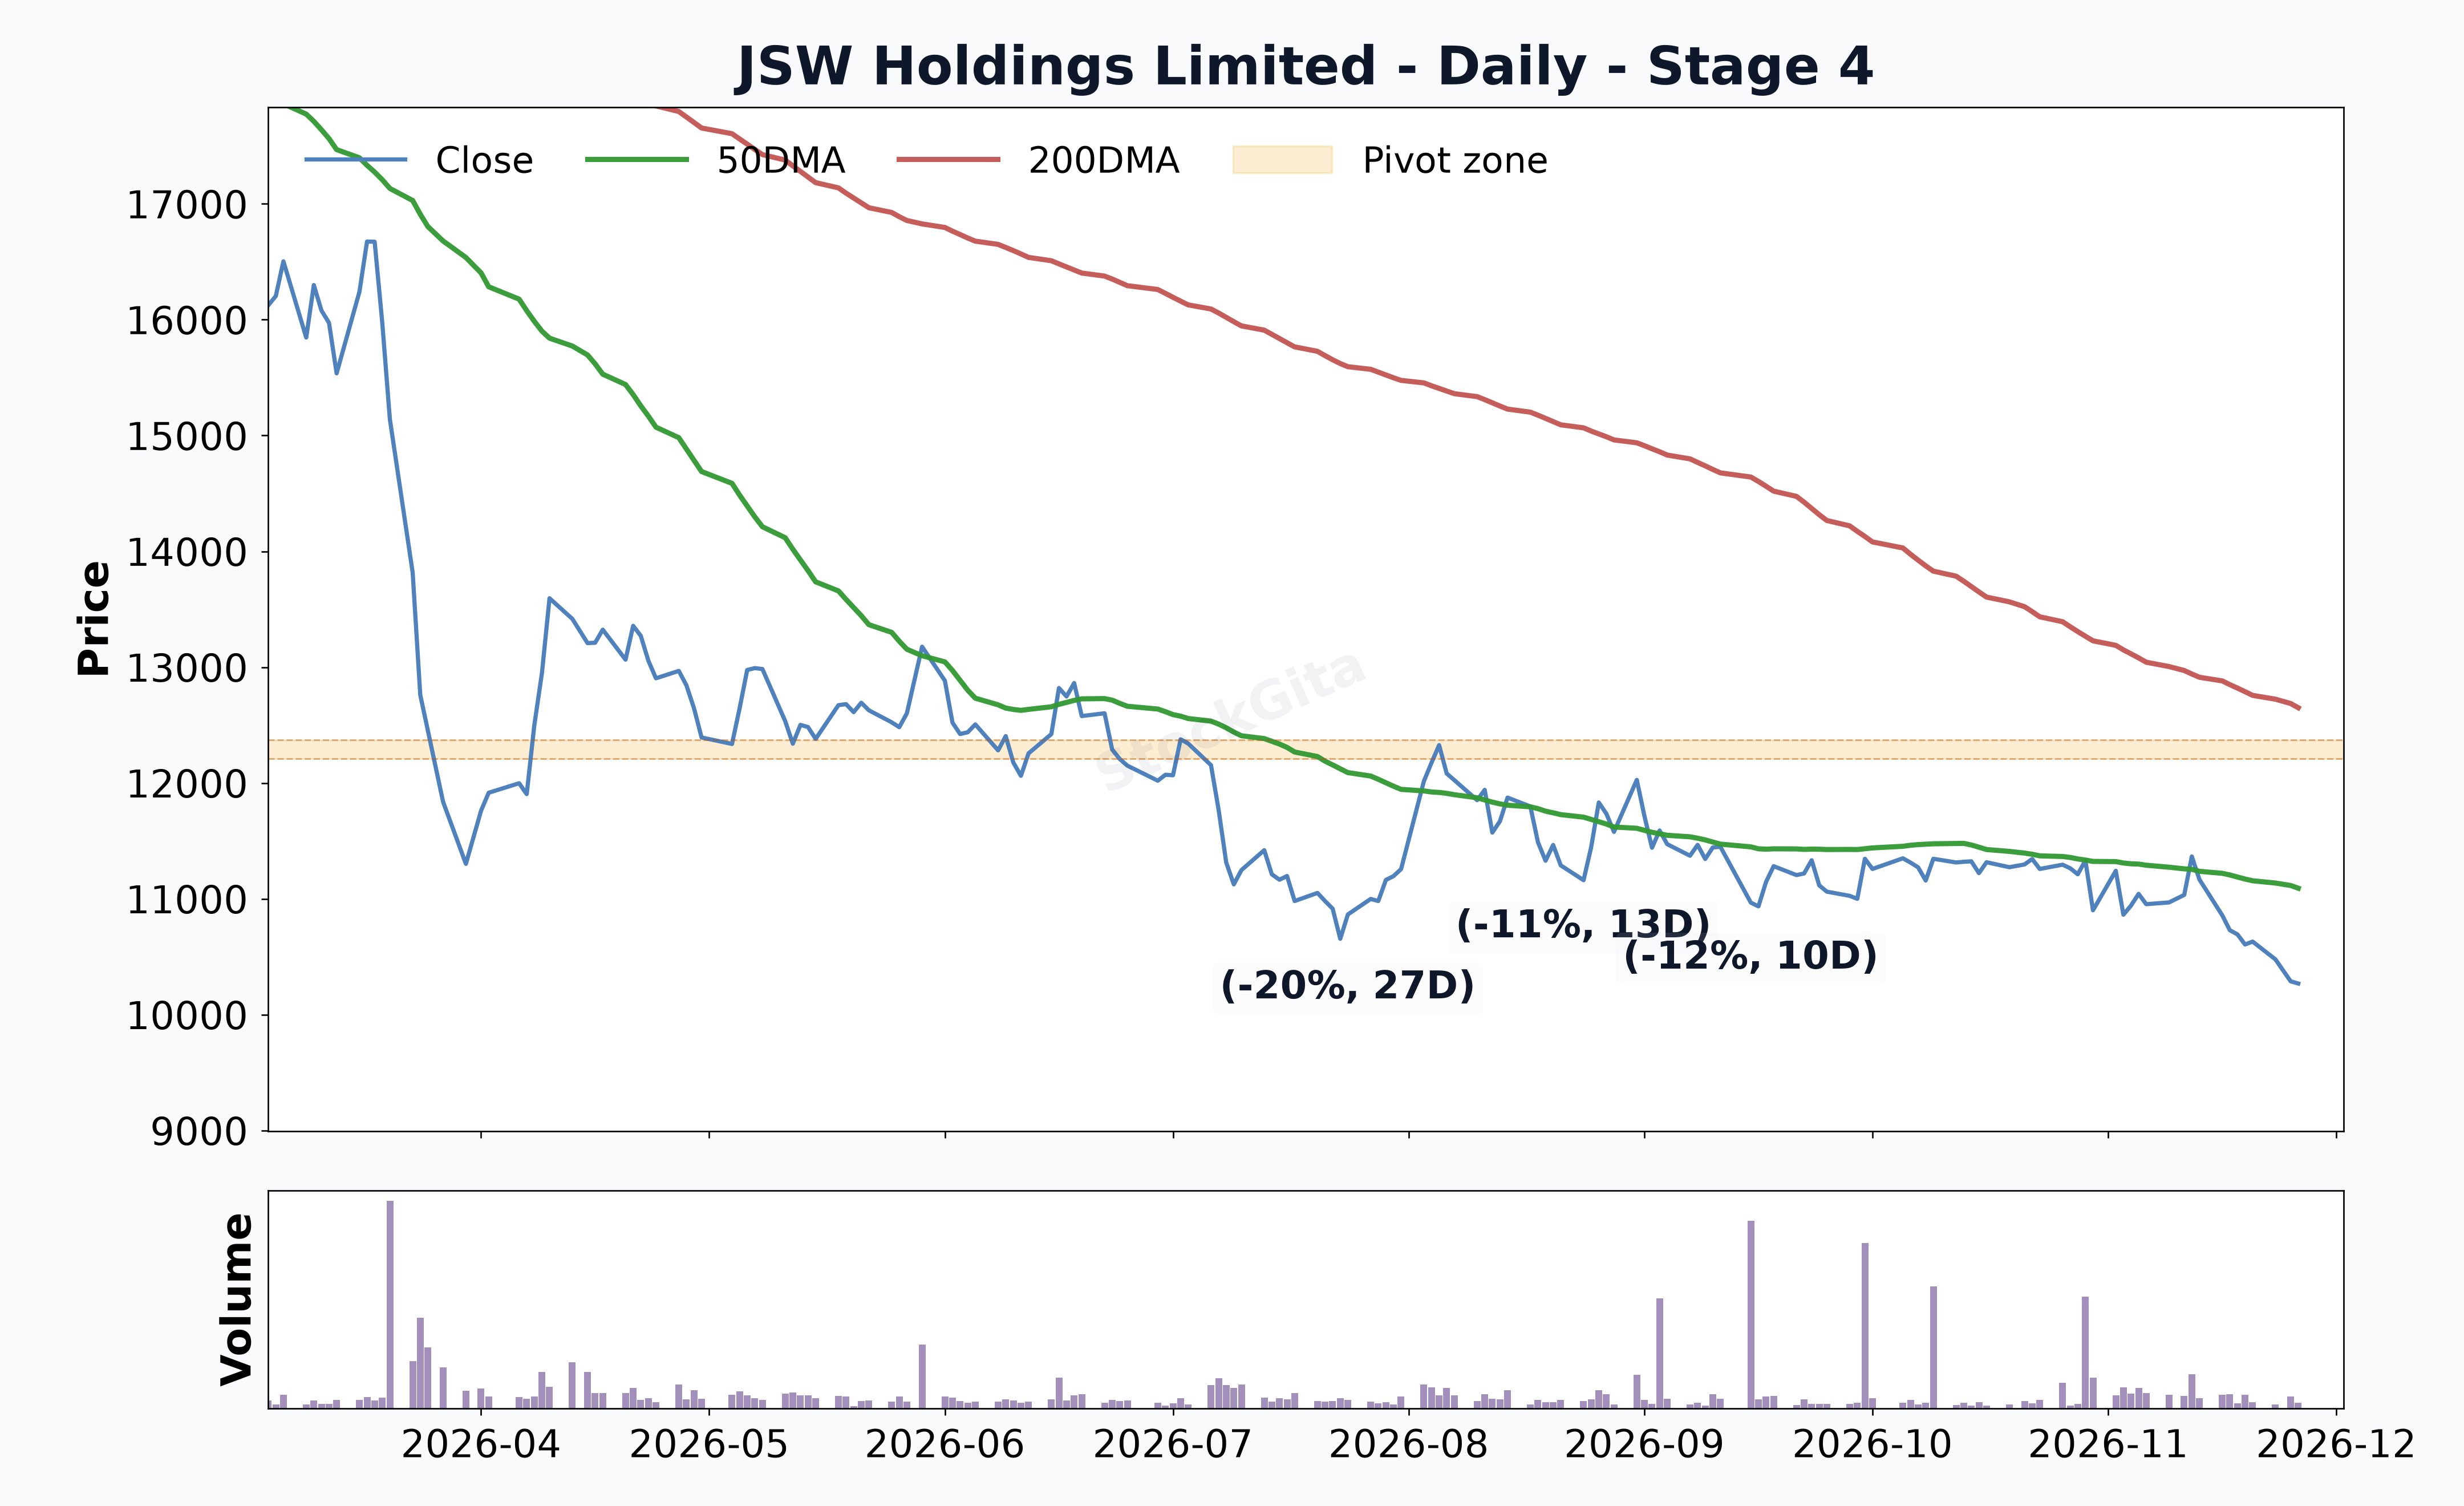 JSW Holdings Limited - Daily - Stage 4
Close 50DMA 200DMA Pivot zone
Price
17000
16000
15000
14000
13000
12000
11000
10000
9000
StockGita
(-11%, 13D)
(-12%, 10D)
(-20%, 27D)
Volume
2026-04 2026-05 2026-06 2026-07 2026-08 2026-09 2026-10 2026-11 2026-12